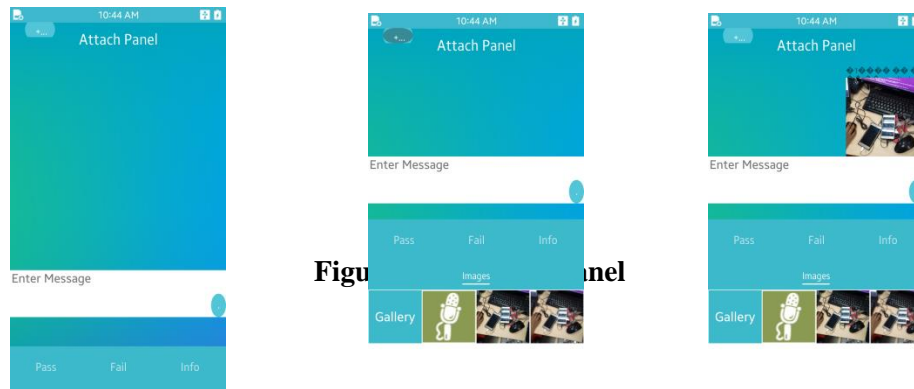 10:44 AM
+...
Attach Panel
Enter Message
Pass Fail Info
10:44 AM
+...
Attach Panel
Enter Message
Pass Fail Info
Images
Gallery
10:44 AM
+...
Attach Panel
Enter Message
Pass Fail Info
Images
Gallery